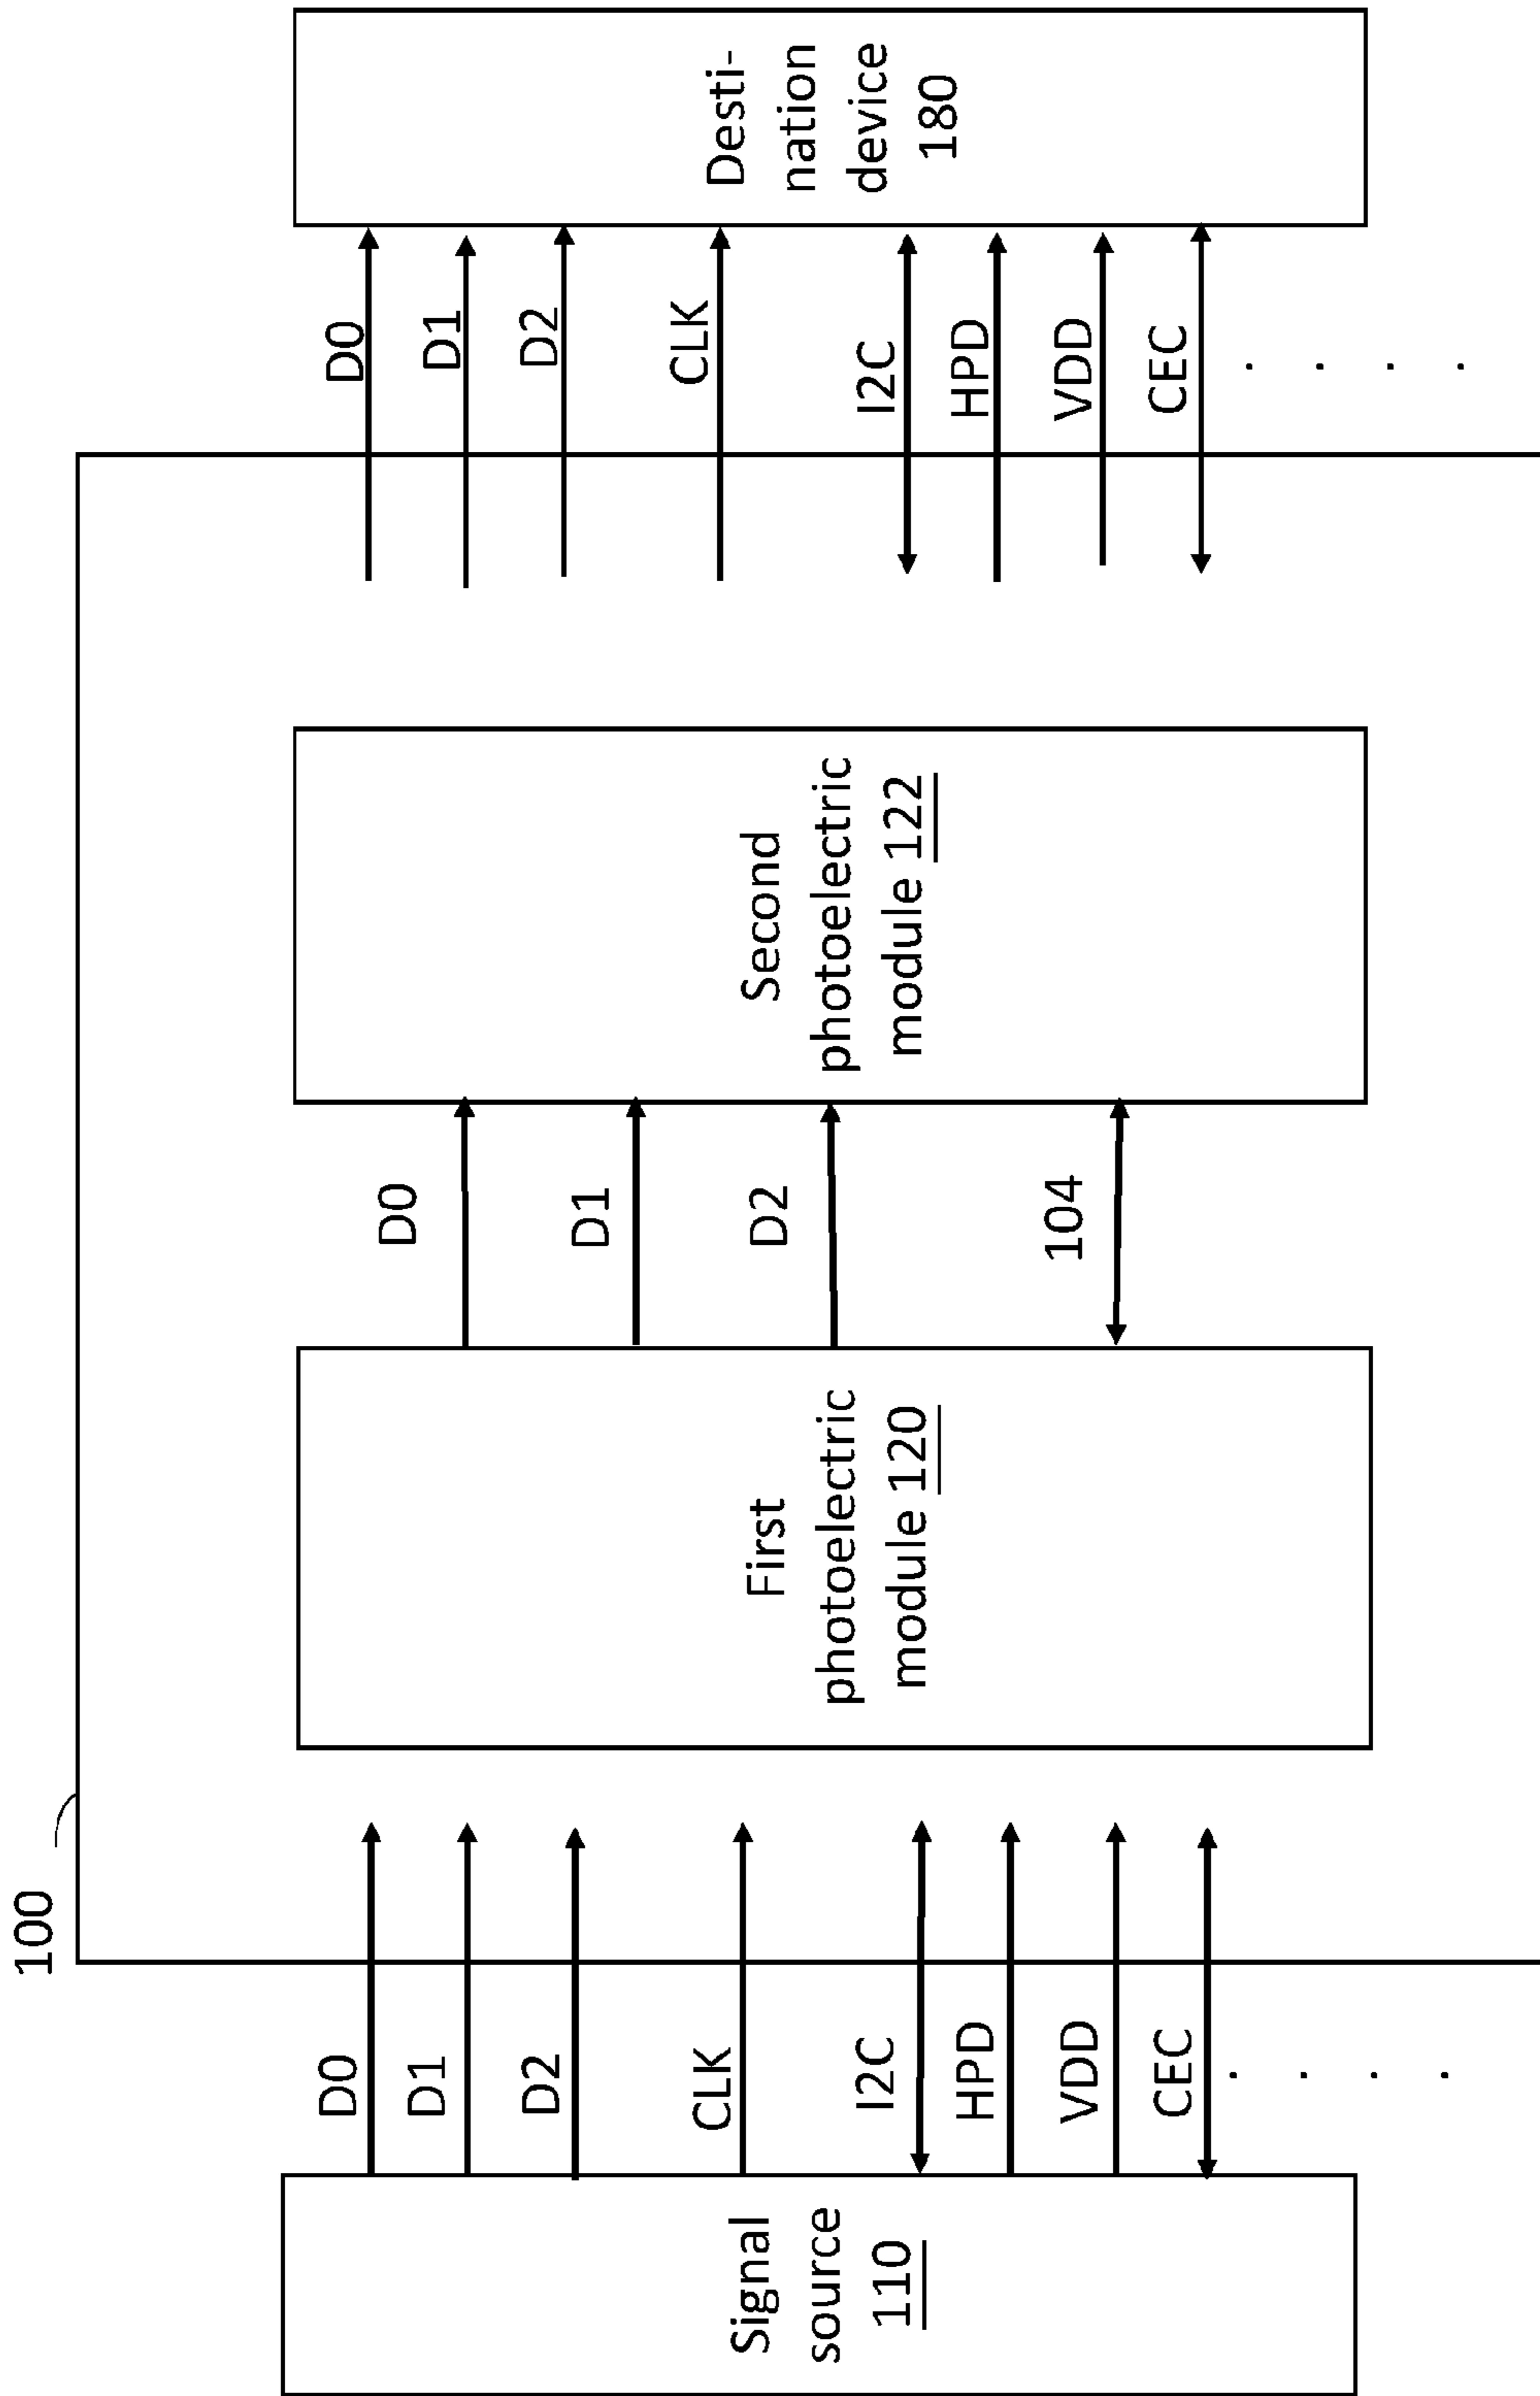 100
Signal
source
110
D0
D1
D2
CLK
I2C
HPD
VDD
CEC
. . . .
First
photoelectric
module 120
D0
D1
D2
104
Second
photoelectric
module 122
D0
D1
D2
CLK
I2C
HPD
VDD
CEC
. . . .
Desti-
nation
device
180